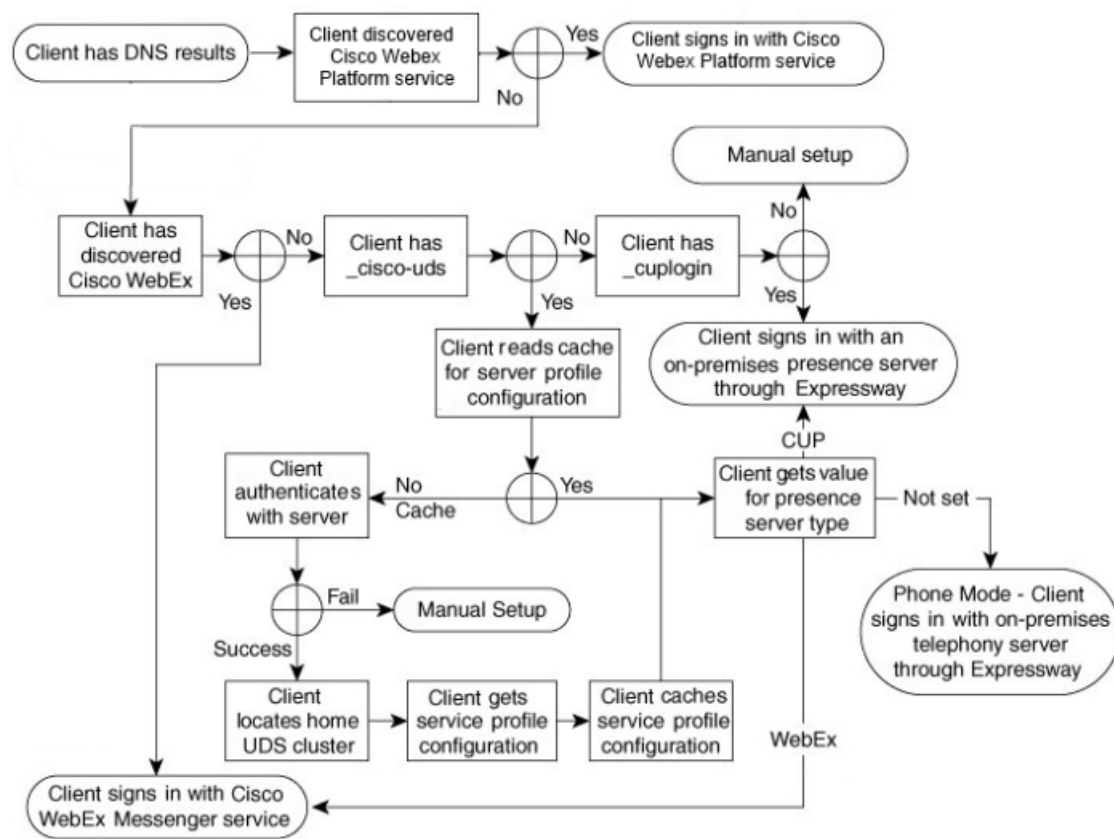 Client has DNS results
Client discovered
Cisco Webex
Platform service
Yes
No
Client signs in with Cisco
Webex Platform service
Manual setup
No
Client has
discovered
Cisco WebEx
No
Yes
Client has
_cisco-uds
No
Yes
Client has
_cuplogin
Yes
Client signs in with an
on-premises presence server
through Expressway
Client reads cache
for server profile
configuration
CUP
Client
authenticates
with server
No
Cache
Yes
Client gets value
for presence
server type
Not set
Fail
Manual Setup
Success
Phone Mode - Client
signs in with on-premises
telephony server
through Expressway
Client
locates home
UDS cluster
Client gets
service profile
configuration
Client caches
service profile
configuration
WebEx
Client signs in with Cisco
WebEx Messenger service